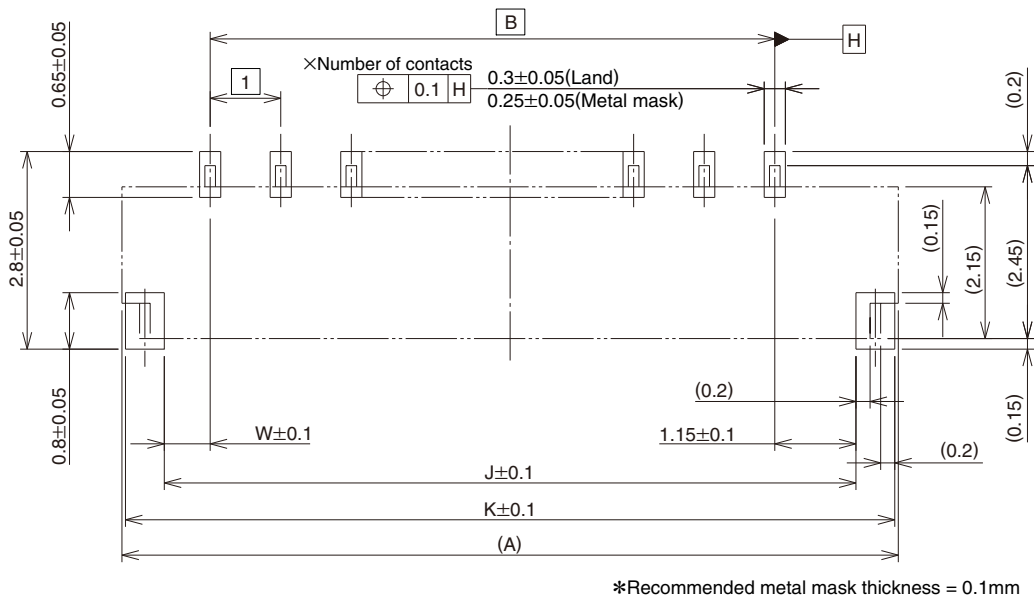 B
H
0.65±0.05
×Number of contacts
0.3±0.05(Land)
(0.2)
1
⌖ 0.1 H
0.25±0.05(Metal mask)
2.8±0.05
(0.15)
(2.15)
(2.45)
0.8±0.05
(0.2)
(0.15)
W±0.1
1.15±0.1
(0.2)
J±0.1
K±0.1
(A)
*Recommended metal mask thickness = 0.1mm